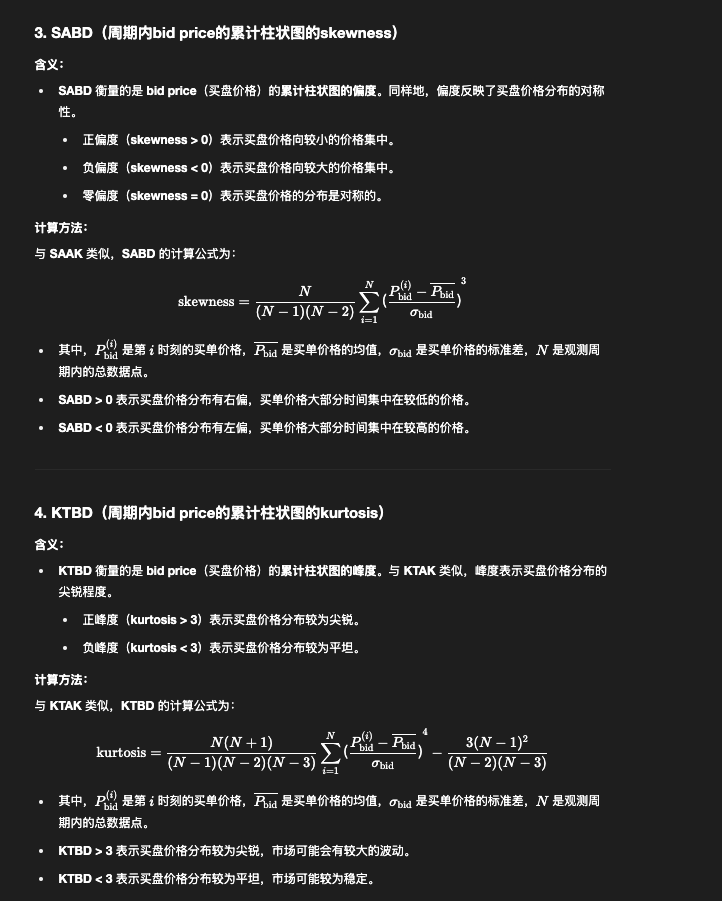 3. SABD（周期内bid price的累计柱状图的skewness）
含义：
• SABD 衡量的是 bid price（买盘价格）的累计柱状图的偏度。同样地，偏度反映了买盘价格分布的对称
性。
• 正偏度（skewness > 0）表示买盘价格向较小的价格集中。
• 负偏度（skewness < 0）表示买盘价格向较大的价格集中。
• 零偏度（skewness = 0）表示买盘价格的分布是对称的。
计算方法：
与 SAAK 类似，SABD 的计算公式为：
$$\text{skewness} = \frac{N}{(N-1)(N-2)} \sum_{i=1}^{N} (\frac{P_{\text{bid}}^{(i)} - \overline{P_{\text{bid}}}}{\sigma_{\text{bid}}})^3$$
• 其中，$P_{\text{bid}}^{(i)}$ 是第 $i$ 时刻的买单价格，$\overline{P_{\text{bid}}}$ 是买单价格的均值，$\sigma_{\text{bid}}$ 是买单价格的标准差，$N$ 是观测周
期内的总数据点。
• SABD > 0 表示买盘价格分布有右偏，买单价格大部分时间集中在较低的价格。
• SABD < 0 表示买盘价格分布有左偏，买单价格大部分时间集中在较高的价格。
4. KTBD（周期内bid price的累计柱状图的kurtosis）
含义：
• KTBD 衡量的是 bid price（买盘价格）的累计柱状图的峰度。与 KTAK 类似，峰度表示买盘价格分布的
尖锐程度。
• 正峰度（kurtosis > 3）表示买盘价格分布较为尖锐。
• 负峰度（kurtosis < 3）表示买盘价格分布较为平坦。
计算方法：
与 KTAK 类似，KTBD 的计算公式为：
$$\text{kurtosis} = \frac{N(N+1)}{(N-1)(N-2)(N-3)} \sum_{i=1}^{N} (\frac{P_{\text{bid}}^{(i)} - \overline{P_{\text{bid}}}}{\sigma_{\text{bid}}})^4 - \frac{3(N-1)^2}{(N-2)(N-3)}$$
• 其中，$P_{\text{bid}}^{(i)}$ 是第 $i$ 时刻的买单价格，$\overline{P_{\text{bid}}}$ 是买单价格的均值，$\sigma_{\text{bid}}$ 是买单价格的标准差，$N$ 是观测周
期内的总数据点。
• KTBD > 3 表示买盘价格分布较为尖锐，市场可能会有较大的波动。
• KTBD < 3 表示买盘价格分布较为平坦，市场可能较为稳定。